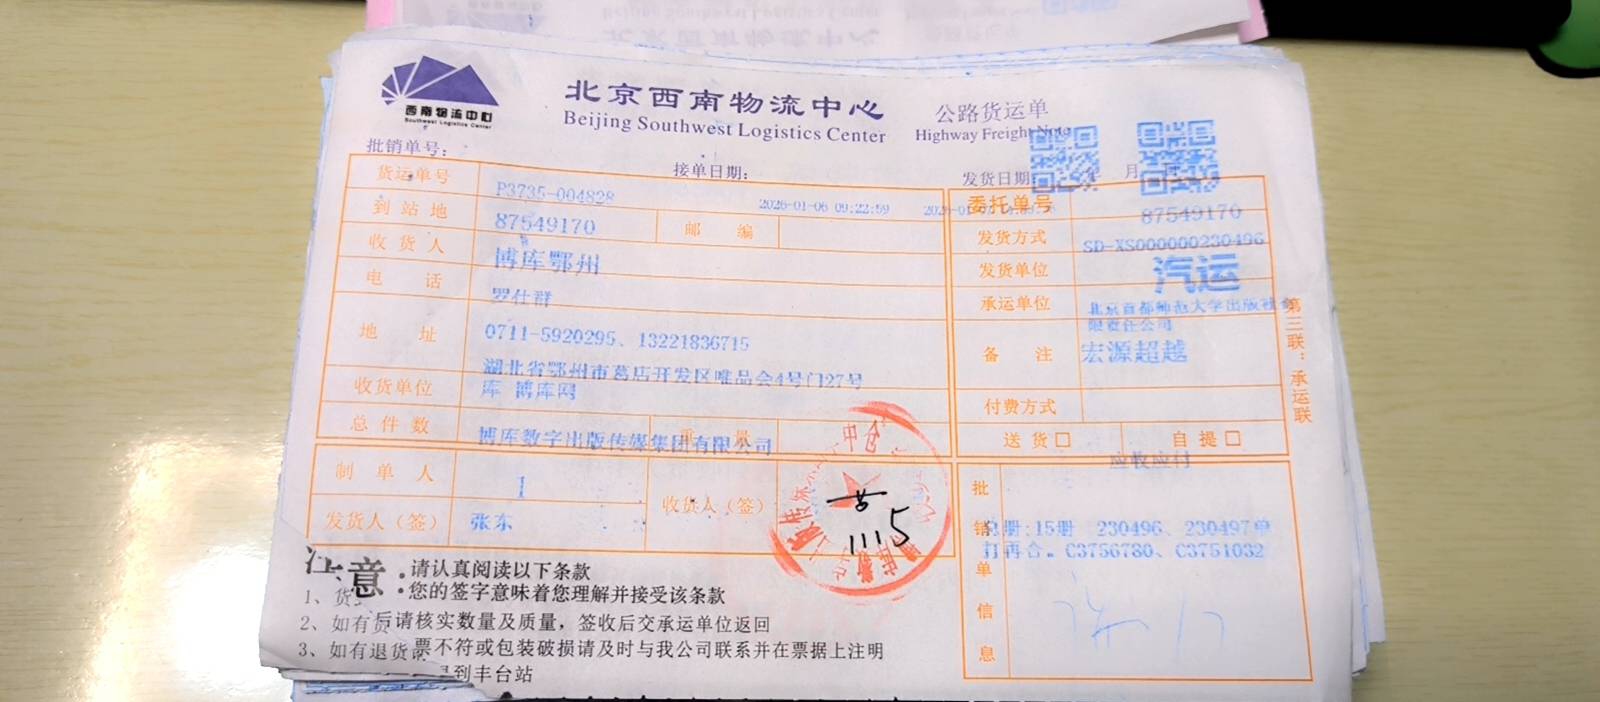 西南物流中心
Southwest Logistics Center
北京西南物流中心
Beijing Southwest Logistics Center
公路货运单
Highway Freight Note
批销单号：
接单日期：
发货日期：
月
货运单号
P3735-004828
2026-01-06 09:22:59
委托单号
87549170
到站地
87549170
邮编
发货方式
SD-XS000000230496
收货人
博库鄂州
发货单位
汽运
电话
罗仕群
承运单位
北京首都师范大学出版社
限责任公司
地址
0711-5920295、13221836715
湖北省鄂州市葛店开发区唯品会4号门27号
库 博库网
备注
宏源超越
收货单位
付费方式
总件数
博库数字出版传媒集团有限公司
重量
送货□
自提□
应收应付
制单人
1
收货人（签）
发货人（签）
张东
1115
批销单信息
册:15册 230496、230497单
打再合。C3756780、C3751032
第三联：承运联
注意
·请认真阅读以下条款
·您的签字意味着您理解并接受该条款
1、货
2、如有货后请核实数量及质量，签收后交承运单位返回
3、如有退货票不符或包装破损请及时与我公司联系并在票据上注明
到丰台站